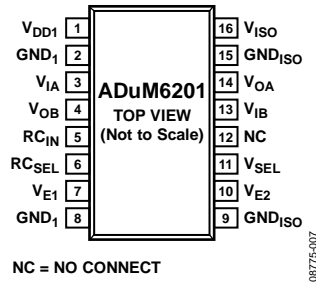 VDD1 1 16 VISO
GND1 2 15 GNDISO
VIA 3 14 VOA
VOB 4 13 VIB
RCIN 5 12 NC
RCSEL 6 11 VSEL
VE1 7 10 VE2
GND1 8 9 GNDISO
ADuM6201
TOP VIEW
(Not to Scale)
NC = NO CONNECT
08775-007